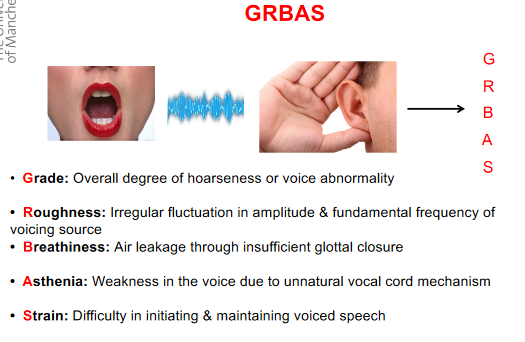 GRBAS
of Manche
G
R
B
A
S
• Grade: Overall degree of hoarseness or voice abnormality
• Roughness: Irregular fluctuation in amplitude & fundamental frequency of
voicing source
• Breathiness: Air leakage through insufficient glottal closure
• Asthenia: Weakness in the voice due to unnatural vocal cord mechanism
• Strain: Difficulty in initiating & maintaining voiced speech